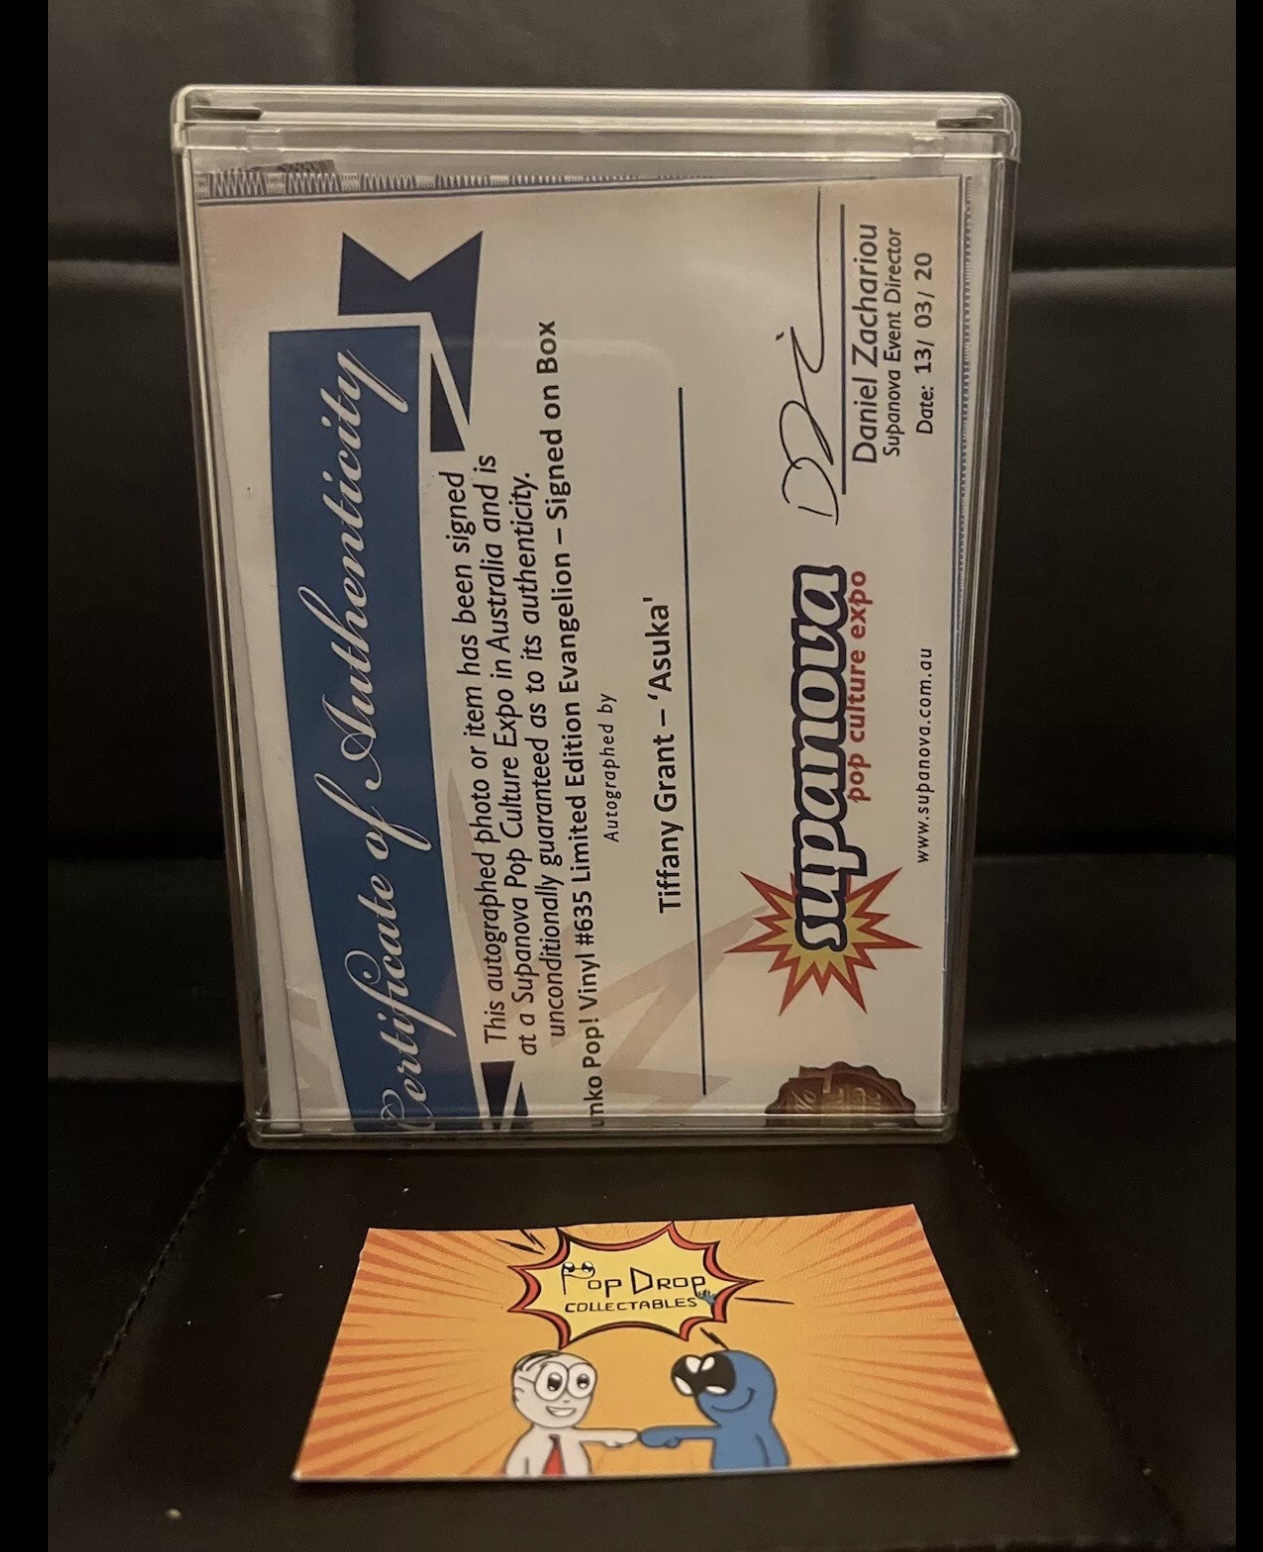 Certificate of Authenticity
This autographed photo or item has been signed
at a Supanova Pop Culture Expo in Australia and is
unconditionally guaranteed as to its authenticity.
unko Pop! Vinyl #635 Limited Edition Evangelion – Signed on Box
Autographed by
Tiffany Grant – ‘Asuka'
supanova
pop culture expo
www.supanova.com.au
Daniel Zachariou
Supanova Event Director
Date: 13/ 03/ 20
Pop Drop
COLLECTABLES